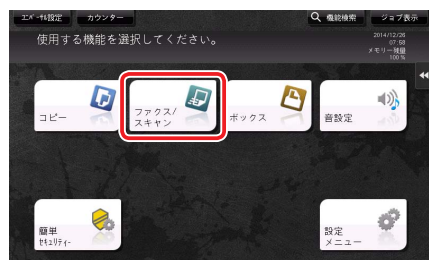 ｴﾝﾊﾟｰｻﾙ設定 カウンター 機能検索 ジョブ表示
使用する機能を選択してください。
2014/12/26
07:58
メモリー残量
100 %
コピー
ファクス/
スキャン
ボックス
音設定
簡単
ｾｷｭﾘﾃｨｰ
設定
メニュー